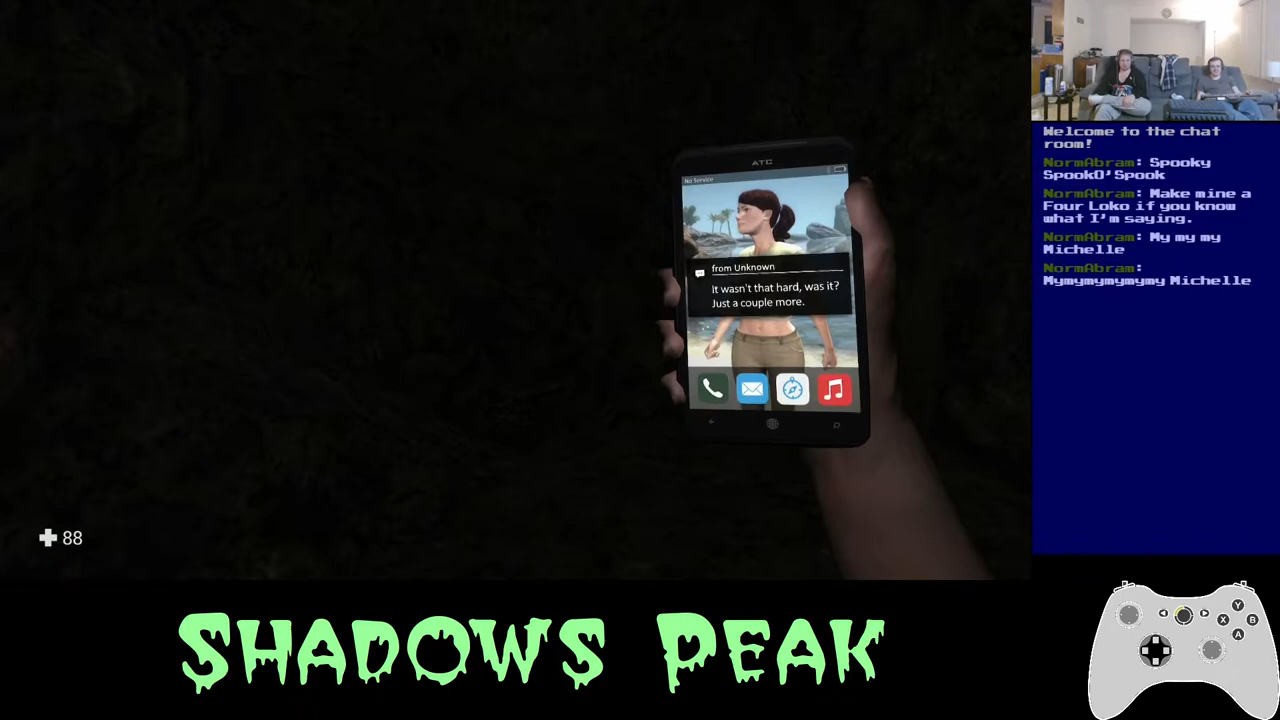 Welcome to the chat
room!
NormAbram: Spooky
SpookO'Spook
NormAbram: Make mine a
Four Loko if you know
what I'm saying.
NormAbram: My my my
Michelle
NormAbram:
Mymymymymymy Michelle
ATC
No Service
from Unknown
It wasn't that hard, was it?
Just a couple more.
88
SHADOWS PEAK
Y
X
B
A